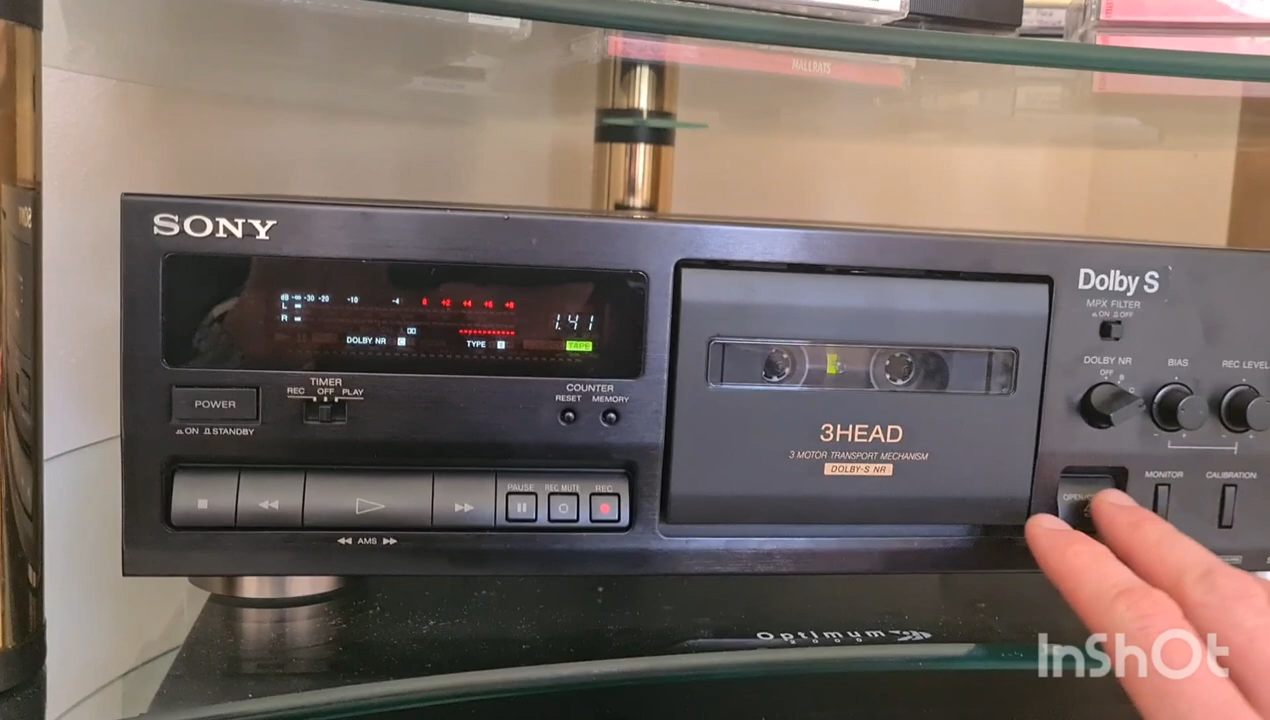 MALLRATS
SONY
dB -∞ -30 -20 -10 -4 0 +2 +4 +6 +8
L
R
1.41
DOLBY NR C
TYPE
TAPE
POWER
ON STANDBY
TIMER
REC OFF PLAY
COUNTER
RESET MEMORY
PAUSE REC MUTE REC
AMS
3HEAD
3 MOTOR TRANSPORT MECHANISM
DOLBY-S NR
Dolby S
MPX FILTER
ON OFF
DOLBY NR
OFF
B
C
BIAS
REC LEVEL
- +
- +
MONITOR
CALIBRATION
Optimum
InShOt